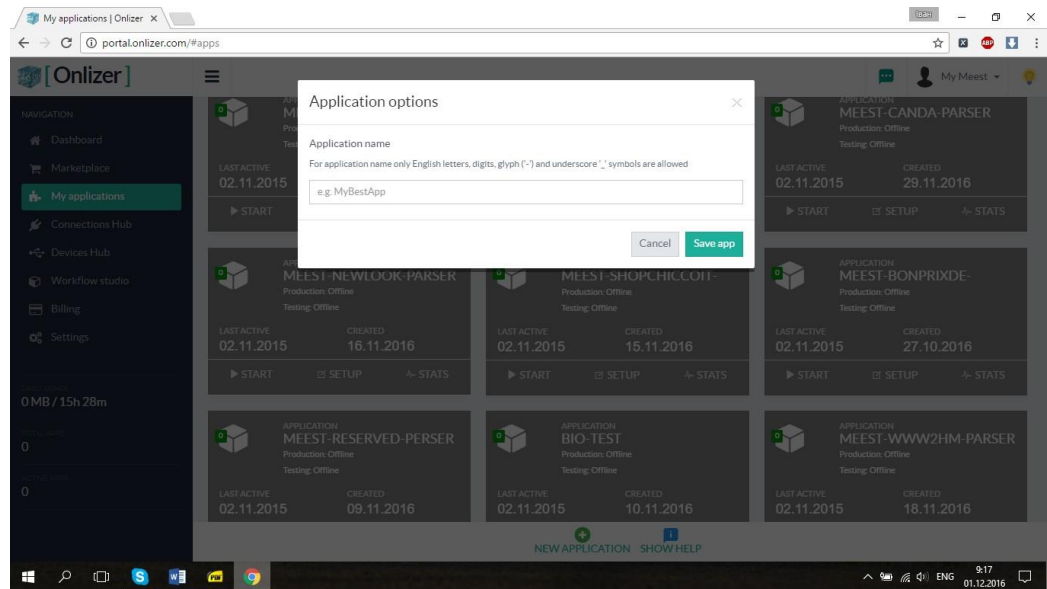 My applications | Onlizer
Іван
portal.onlizer.com/#apps
ABP
[Onlizer]
My Meest
NAVIGATION
Dashboard
Marketplace
My applications
Connections Hub
Devices Hub
Workflow studio
Billing
Settings
0 MB / 15h 28m
0
0
Application options
Application name
For application name only English letters, digits, glyph ('-') and underscore '_' symbols are allowed
e.g. MyBestApp
Cancel
Save app
LAST ACTIVE
02.11.2015
START
APPLICATION
MEEST-CANDA-PARSER
Production: Offline
Testing: Offline
LAST ACTIVE CREATED
02.11.2015 29.11.2016
START SETUP STATS
MEEST-NEWLOOK-PARSER
Production: Offline
Testing: Offline
LAST ACTIVE CREATED
02.11.2015 16.11.2016
START SETUP STATS
MEEST-SHOPCHICCOIT-
Production: Offline
Testing: Offline
LAST ACTIVE CREATED
02.11.2015 15.11.2016
START SETUP STATS
APPLICATION
MEEST-BONPRIXDE-
Production: Offline
Testing: Offline
LAST ACTIVE CREATED
02.11.2015 27.10.2016
START SETUP STATS
APPLICATION
MEEST-RESERVED-PERSER
Production: Offline
Testing: Offline
LAST ACTIVE CREATED
02.11.2015 09.11.2016
APPLICATION
BIO-TEST
Production: Offline
Testing: Offline
LAST ACTIVE CREATED
02.11.2015 10.11.2016
APPLICATION
MEEST-WWW2HM-PARSER
Production: Offline
Testing: Offline
LAST ACTIVE CREATED
02.11.2015 18.11.2016
NEW APPLICATION SHOW HELP
ENG
9:17
01.12.2016